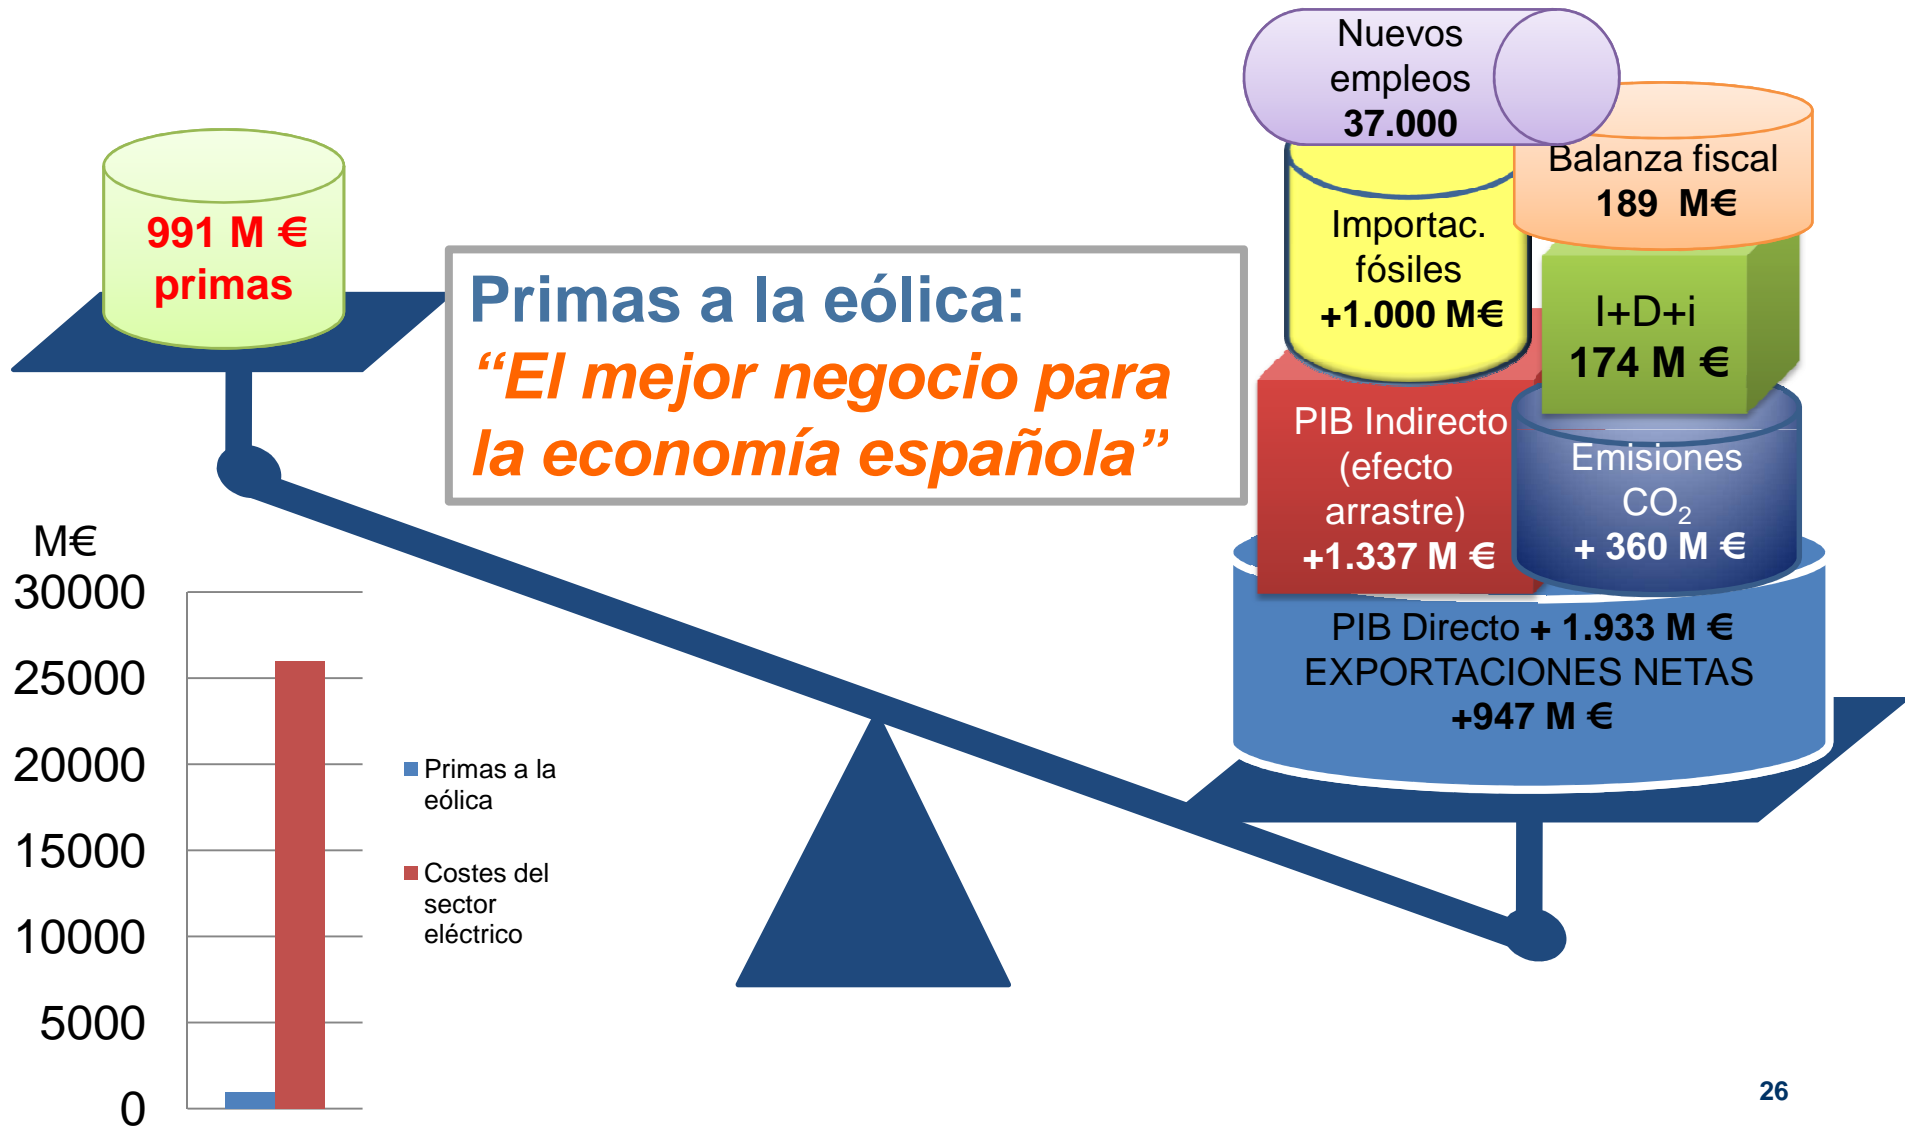 991 M €
primas
Primas a la eólica:
“El mejor negocio para
la economía española”
Nuevos
empleos
37.000
Balanza fiscal
189 M€
Importac.
fósiles
+1.000 M€
I+D+i
174 M €
PIB Indirecto
(efecto
arrastre)
+1.337 M €
Emisiones
CO₂
+ 360 M €
PIB Directo + 1.933 M €
EXPORTACIONES NETAS
+947 M €
M€
30000
25000
20000
15000
10000
5000
0
Primas a la
eólica
Costes del
sector
eléctrico
26